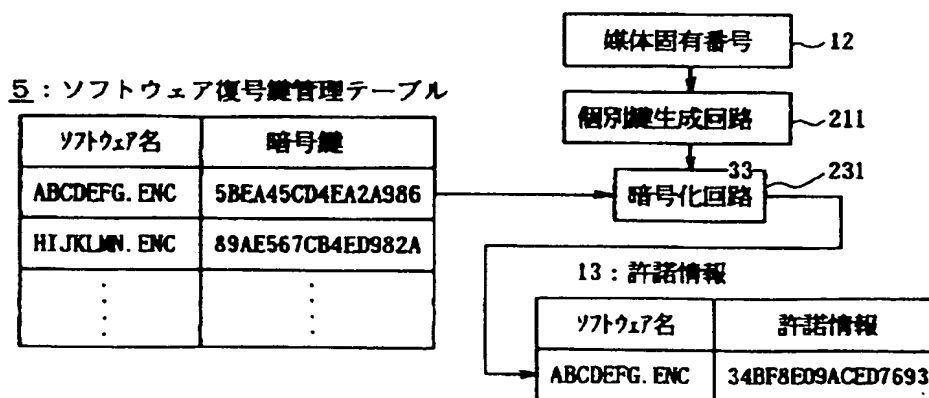 媒体固有番号 12
5：ソフトウェア復号鍵管理テーブル
個別鍵生成回路 211
ソフトウェア名 暗号鍵
33
暗号化回路 231
ABCDEFG.ENC 5BEA45CD4EA2A986
HIJKLMN.ENC 89AE567CB4ED982A
13：許諾情報
ソフトウェア名 許諾情報
ABCDEFG.ENC 34BF8E09ACED7693